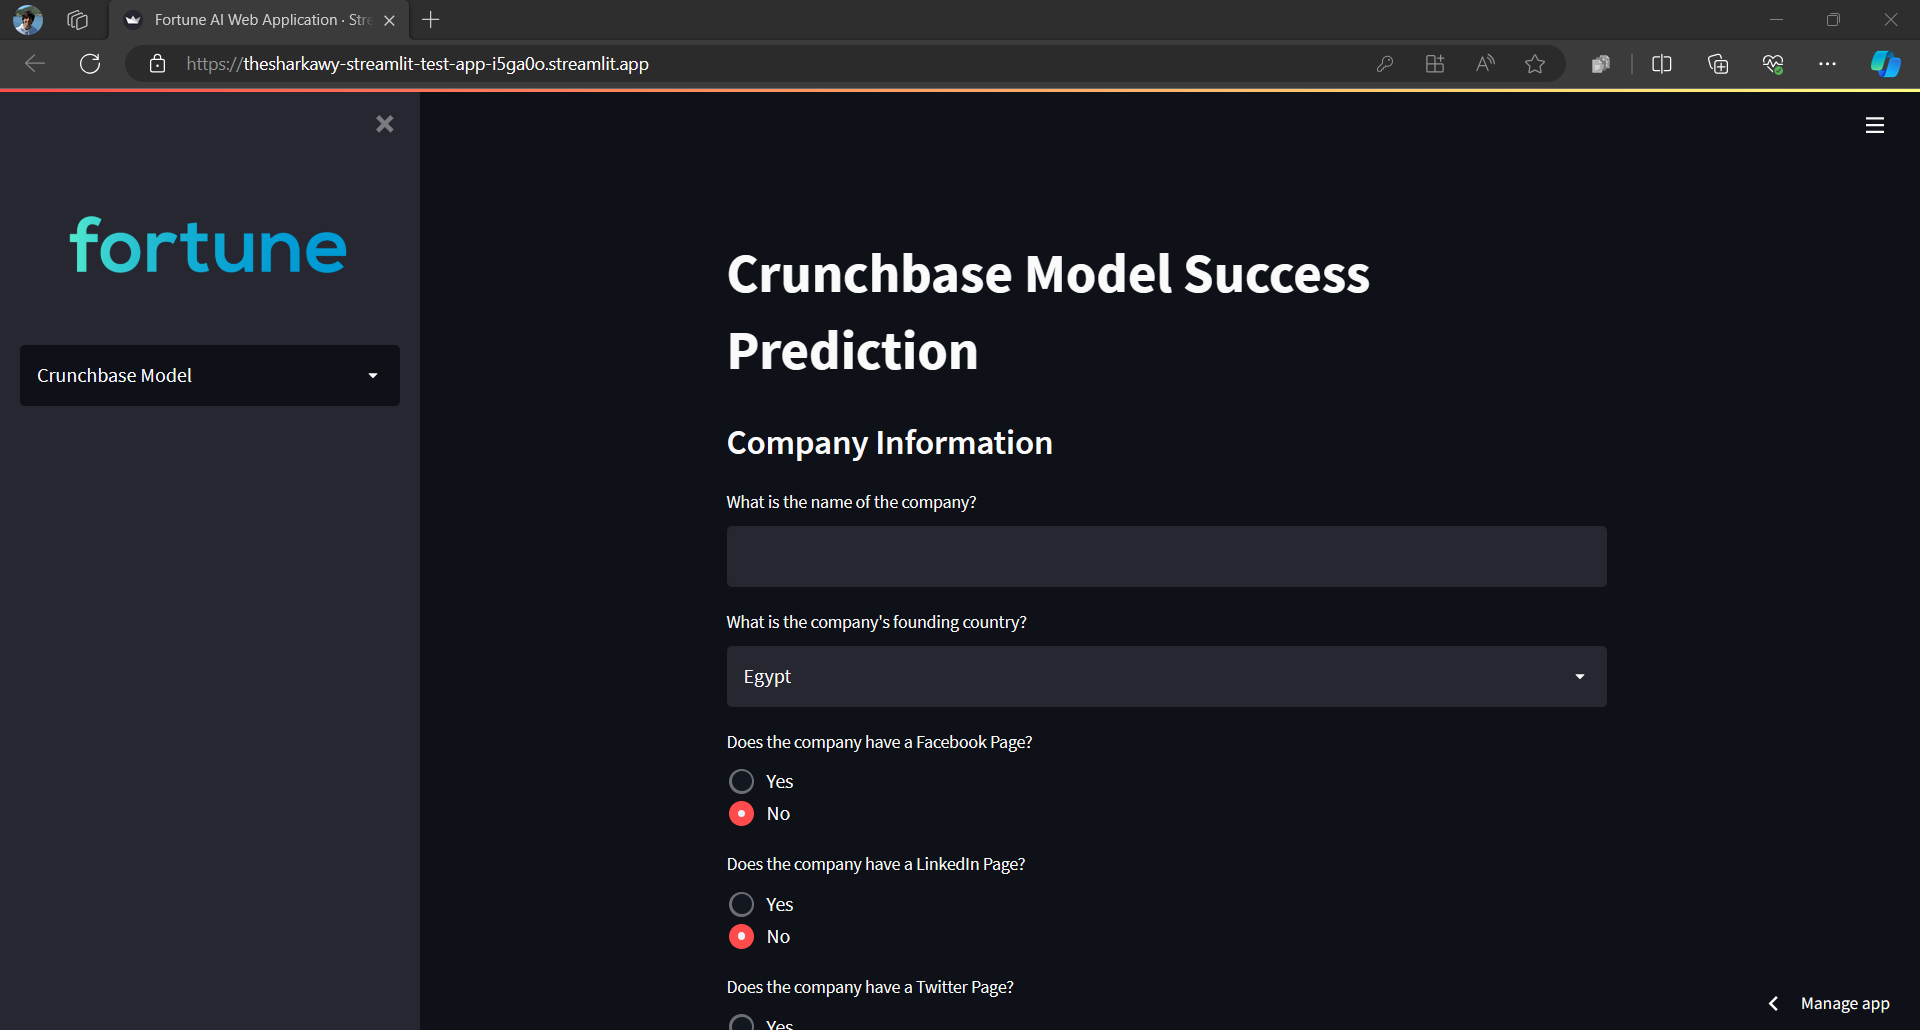 Fortune AI Web Application · Stre
https://thesharkawy-streamlit-test-app-i5ga0o.streamlit.app
fortune
Crunchbase Model
Crunchbase Model Success
Prediction
Company Information
What is the name of the company?
What is the company's founding country?
Egypt
Does the company have a Facebook Page?
Yes
No
Does the company have a LinkedIn Page?
Yes
No
Does the company have a Twitter Page?
Yes
Manage app